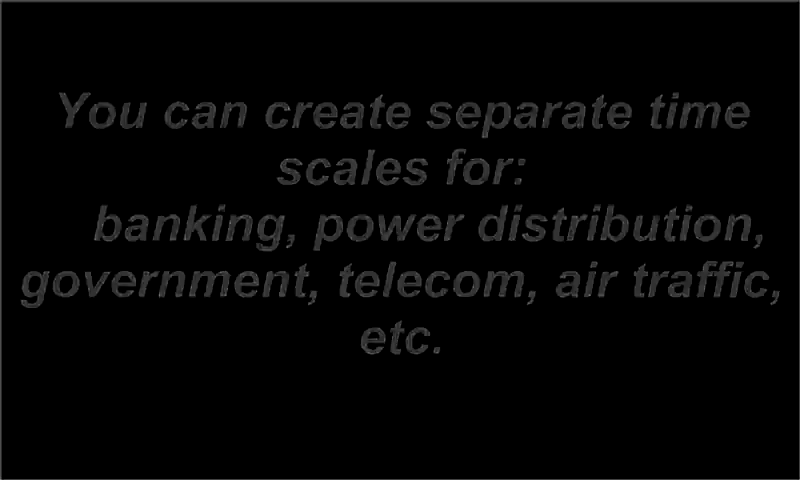 You can create separate time
scales for:
banking, power distribution,
government, telecom, air traffic,
etc.